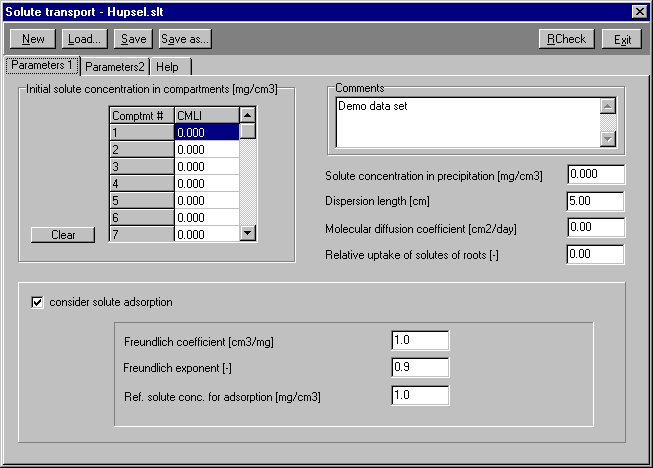 Solute transport - Hupsel.slt
New Load... Save Save as... RCheck Exit
Parameters 1 Parameters2 Help
Initial solute concentration in compartments [mg/cm3]
Comptmt # CMLI
1 0.000
2 0.000
3 0.000
4 0.000
5 0.000
6 0.000
7 0.000
Clear
Comments
Demo data set
Solute concentration in precipitation [mg/cm3] 0.000
Dispersion length [cm] 5.00
Molecular diffusion coefficient [cm2/day] 0.00
Relative uptake of solutes of roots [-] 0.00
consider solute adsorption
Freundlich coefficient [cm3/mg] 1.0
Freundlich exponent [-] 0.9
Ref. solute conc. for adsorption [mg/cm3] 1.0